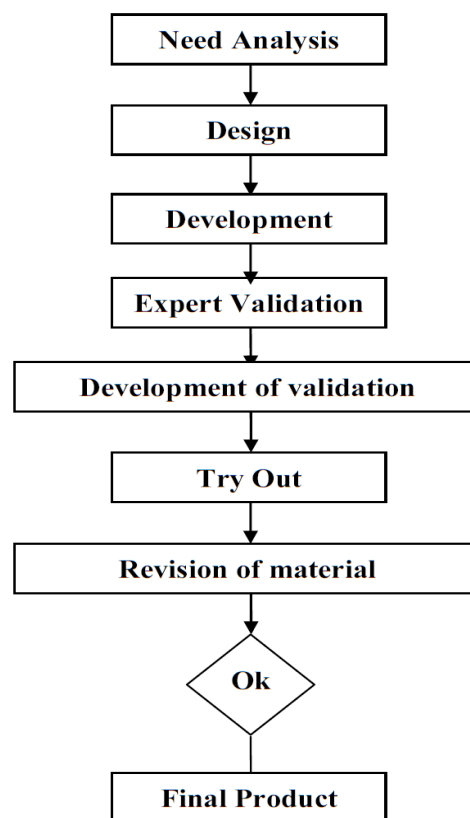 Need Analysis
Design
Development
Expert Validation
Development of validation
Try Out
Revision of material
Ok
Final Product